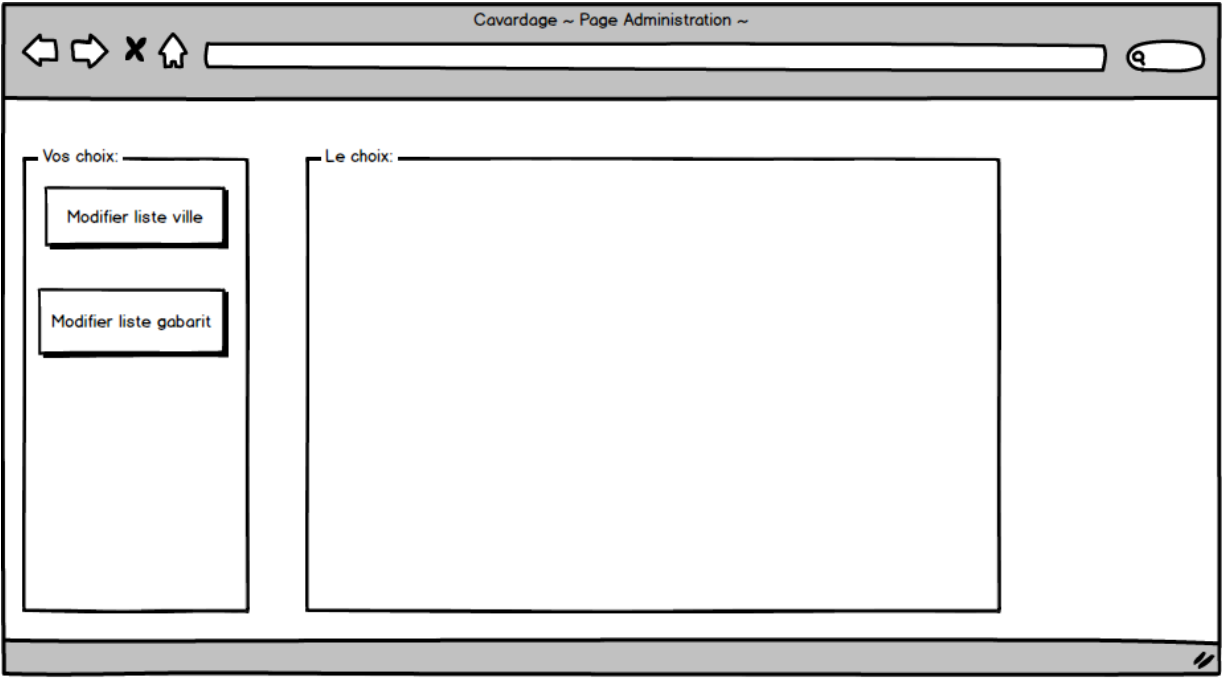 Cavardage ~ Page Administration ~
Vos choix:
Le choix:
Modifier liste ville
Modifier liste gabarit